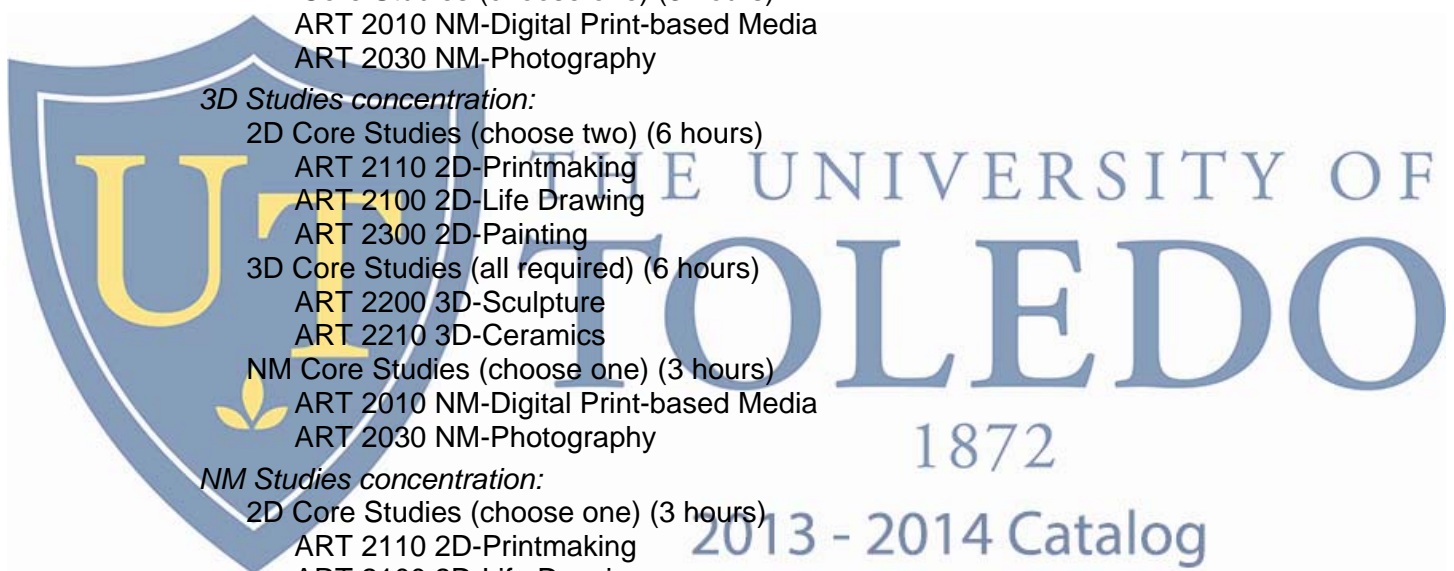 ART 2010 NM-Digital Print-based Media
ART 2030 NM-Photography
3D Studies concentration:
2D Core Studies (choose two) (6 hours)
ART 2110 2D-Printmaking
ART 2100 2D-Life Drawing
ART 2300 2D-Painting
3D Core Studies (all required) (6 hours)
ART 2200 3D-Sculpture
ART 2210 3D-Ceramics
NM Core Studies (choose one) (3 hours)
ART 2010 NM-Digital Print-based Media
ART 2030 NM-Photography
NM Studies concentration:
2D Core Studies (choose one) (3 hours)
ART 2110 2D-Printmaking
UT
THE UNIVERSITY OF
TOLEDO
1872
2013 - 2014 Catalog